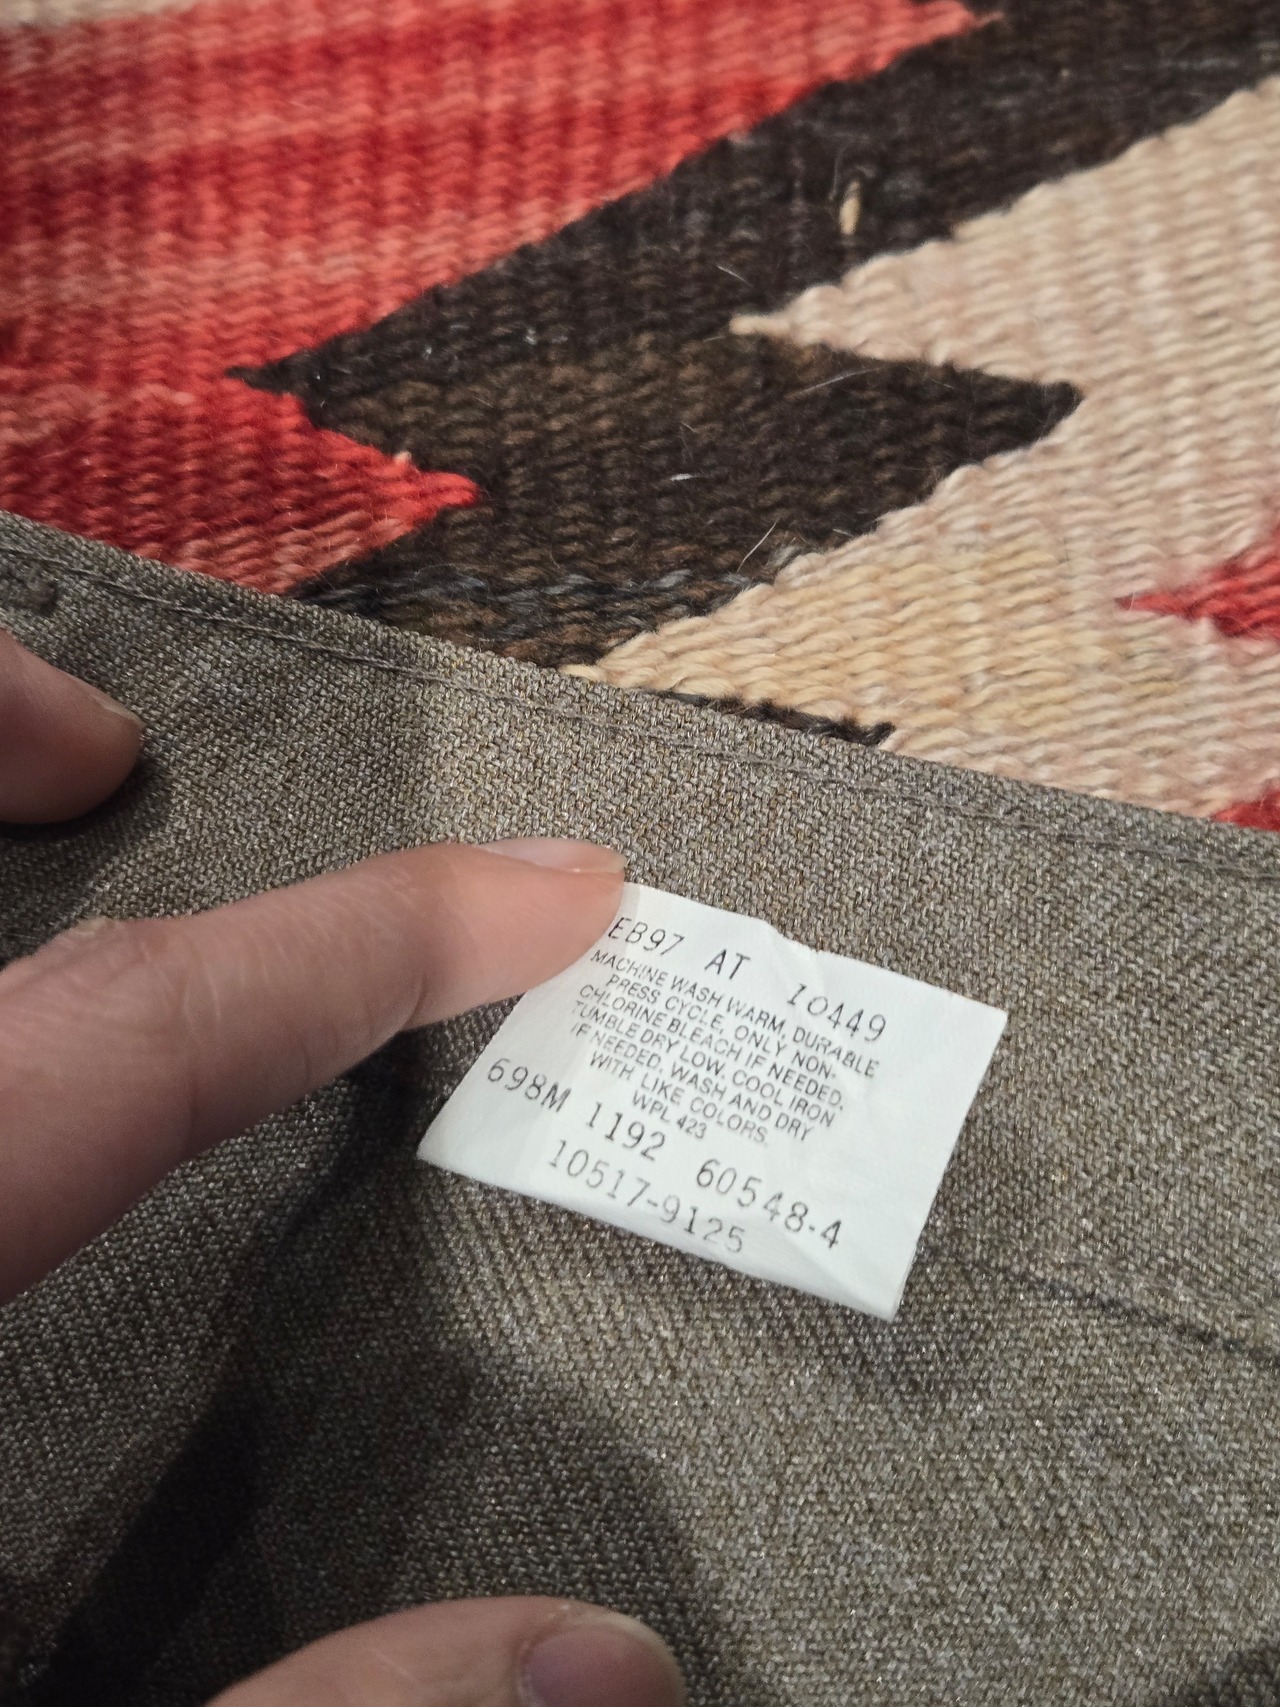 EB97 AT 10449
MACHINE WASH WARM, DURABLE
PRESS CYCLE. ONLY NON-
CHLORINE BLEACH IF NEEDED.
TUMBLE DRY LOW. COOL IRON
IF NEEDED. WASH AND DRY
WITH LIKE COLORS.
WPL 423
698M 1192 60548-4
10517-9125